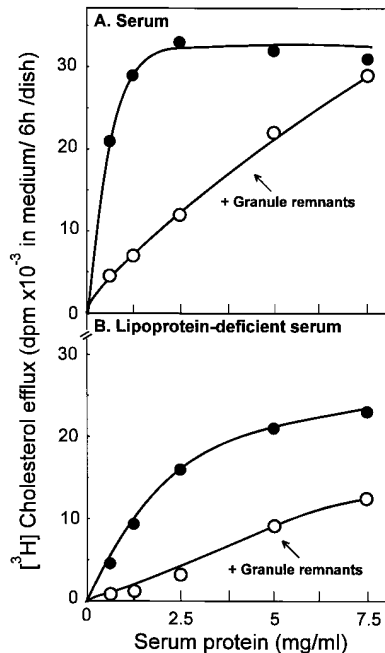 A. Serum
30
20
10
0
+ Granule remnants
B. Lipoprotein-deficient serum
20
10
0
+ Granule remnants
0 2.5 5 7.5
Serum protein (mg/ml)
[³H] Cholesterol efflux (dpm x10⁻³ in medium/ 6h /dish)